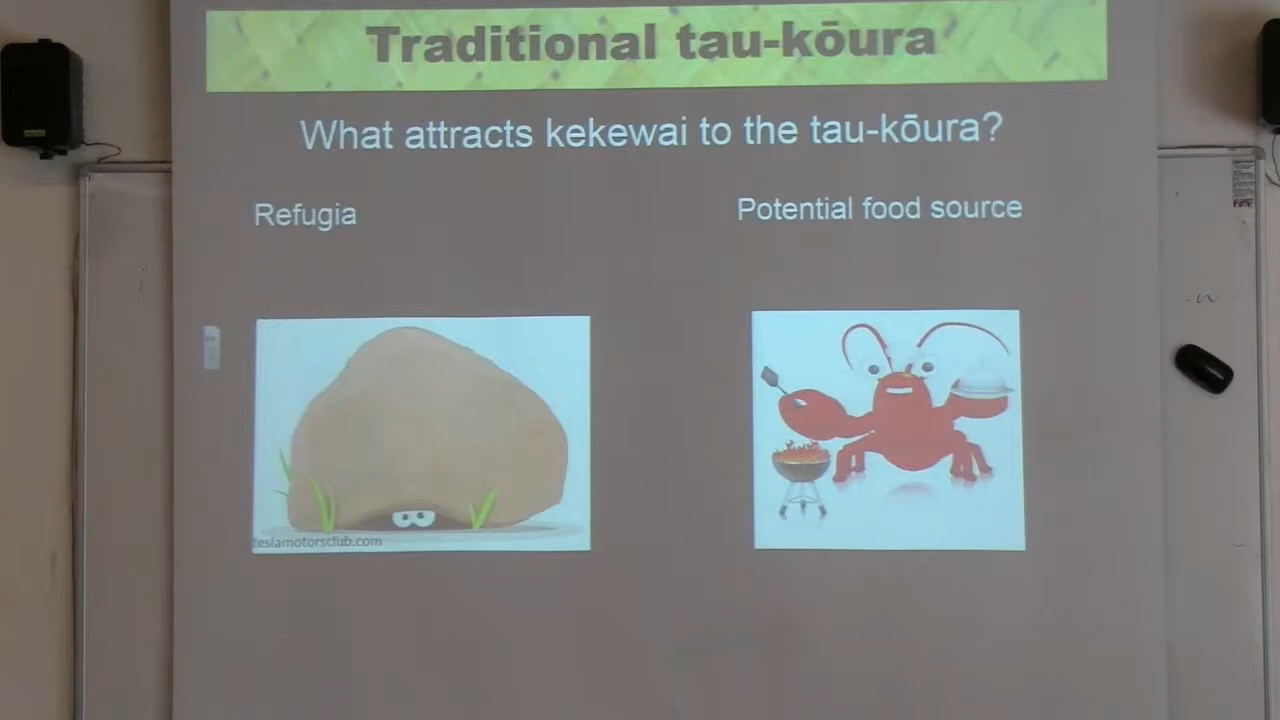 Traditional tau-kōura
What attracts kekewai to the tau-kōura?
Refugia
Potential food source
teslamotorsclub.com